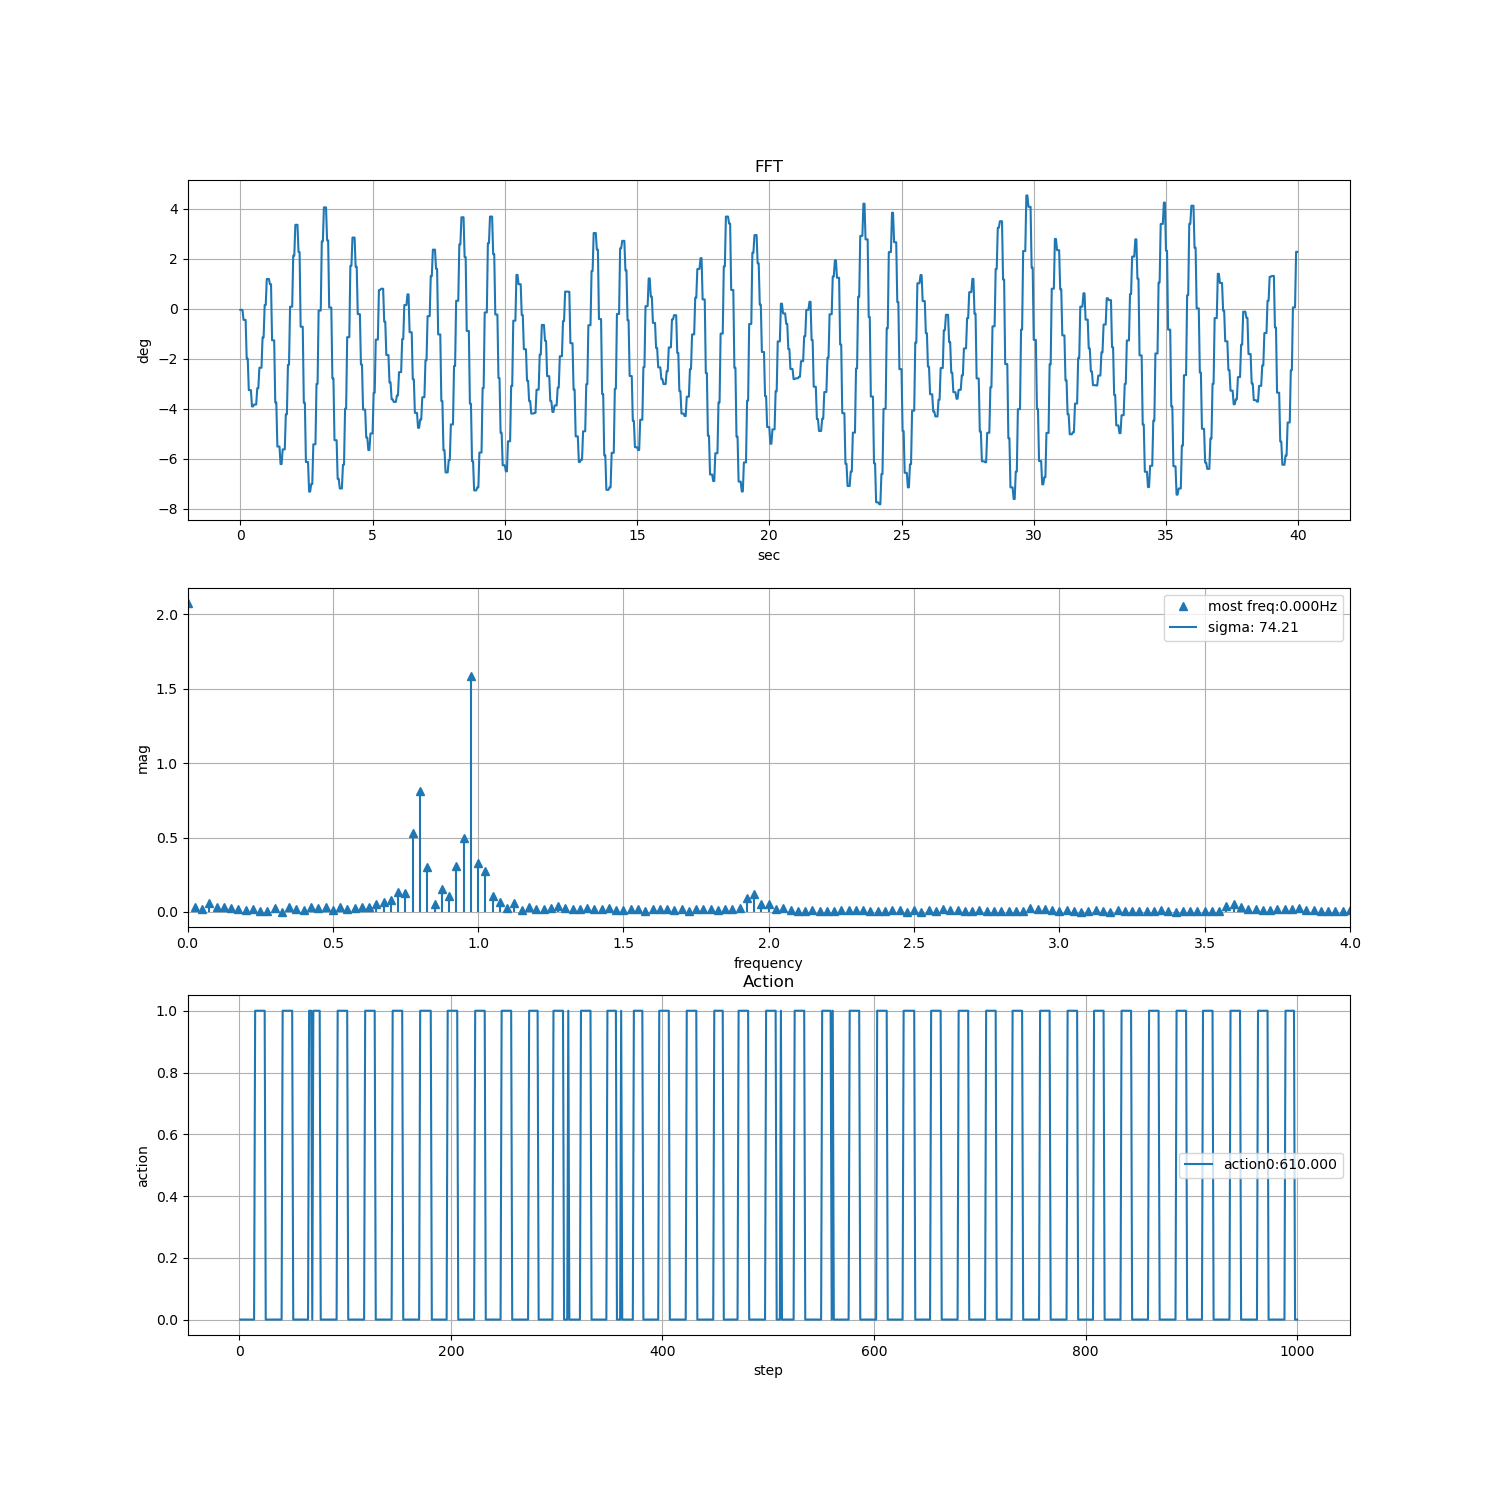 FFT
4
2
0
−2
−4
−6
−8
deg
0 5 10 15 20 25 30 35 40
sec
2.0
1.5
1.0
0.5
0.0
mag
most freq:0.000Hz
sigma: 74.21
0.0 0.5 1.0 1.5 2.0 2.5 3.0 3.5 4.0
frequency
Action
1.0
0.8
0.6
0.4
0.2
0.0
action
action0:610.000
0 200 400 600 800 1000
step